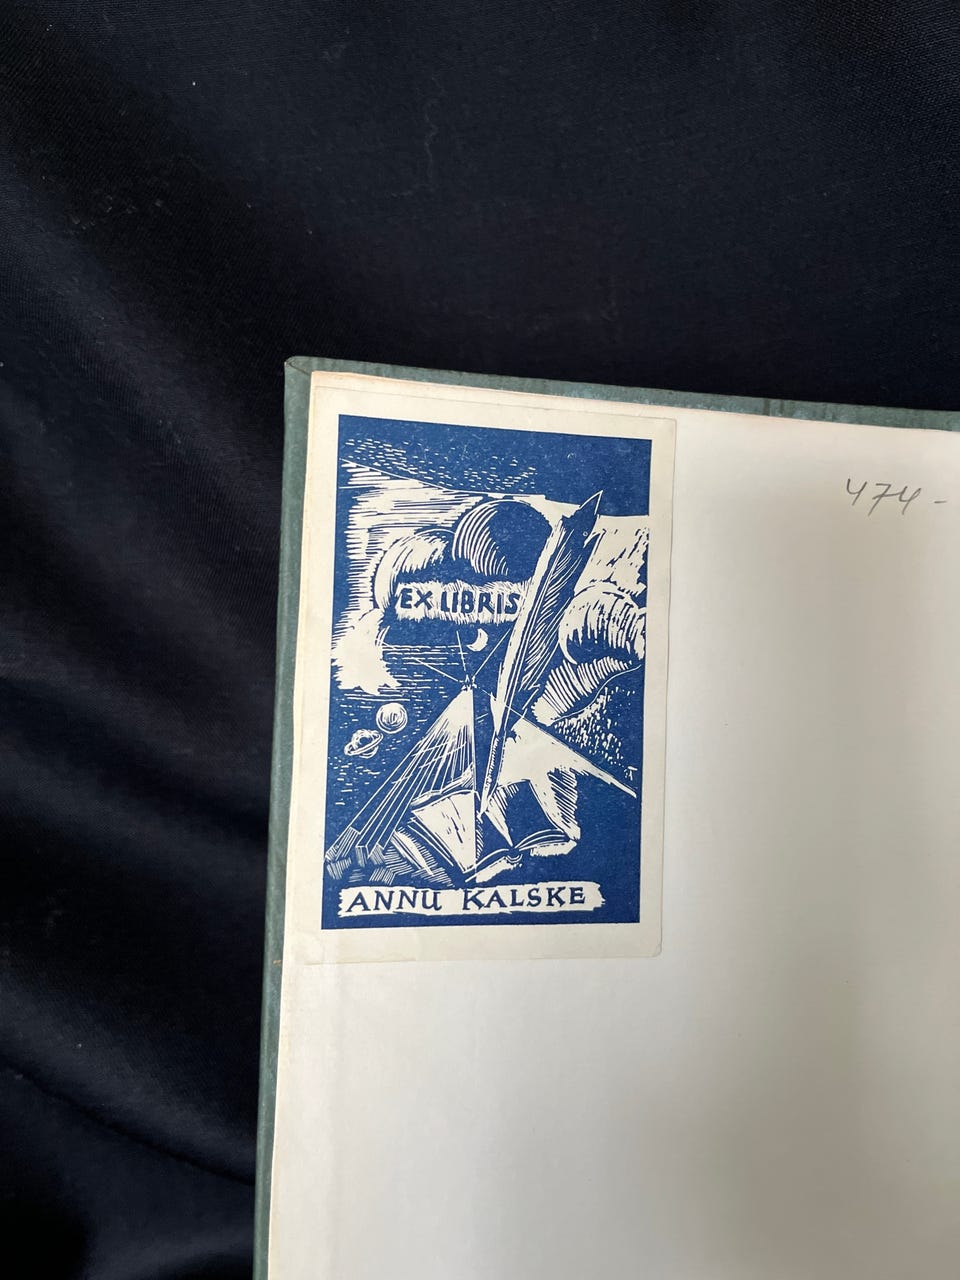 EX LIBRIS
474-
ANNU KALSKE